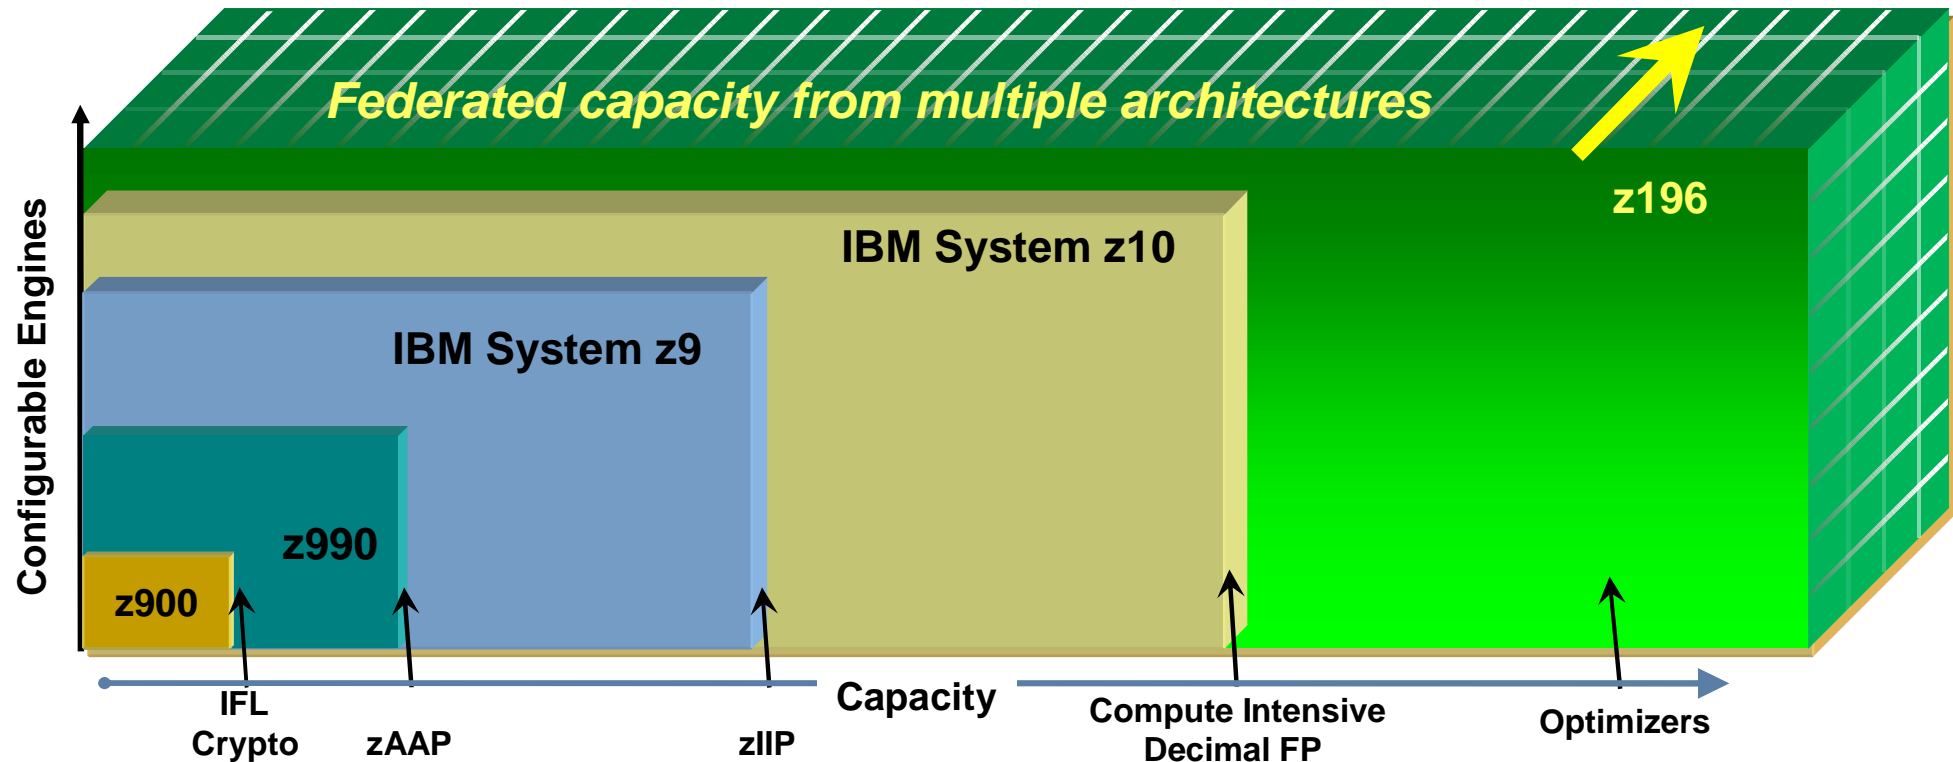 Federated capacity from multiple architectures
z196
IBM System z10
IBM System z9
z990
z900
Configurable Engines
Capacity
IFL
Crypto
zAAP
zIIP
Compute Intensive
Decimal FP
Optimizers